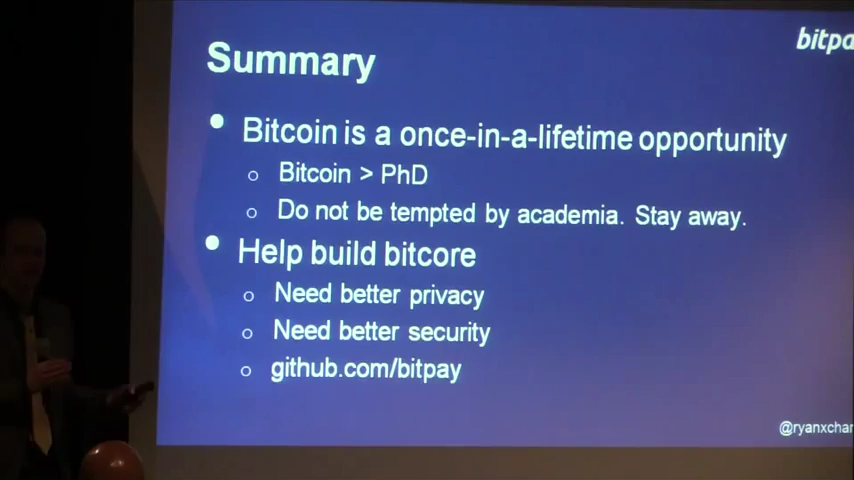 bitpa
Summary
Bitcoin is a once-in-a-lifetime opportunity
Bitcoin > PhD
Do not be tempted by academia. Stay away.
Help build bitcore
Need better privacy
Need better security
github.com/bitpay
@ryanxchar